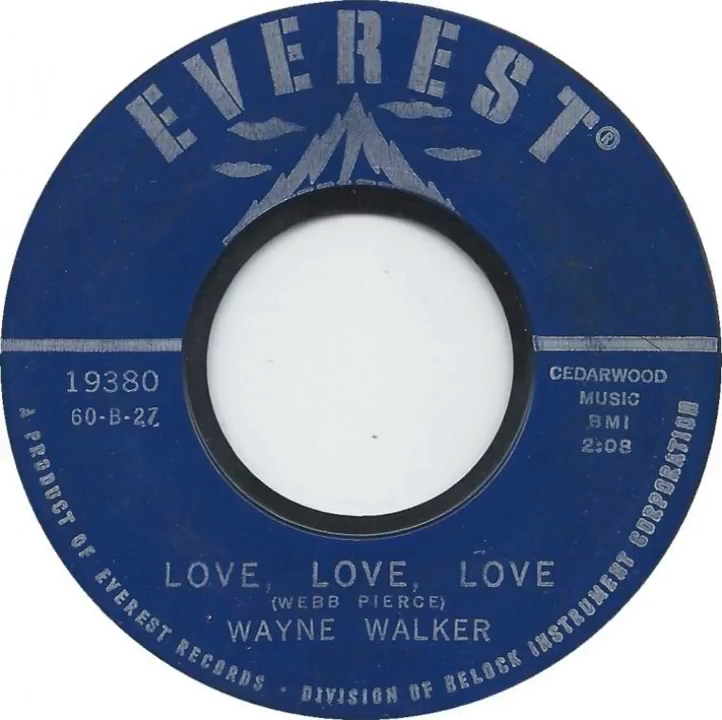 EVEREST®
19380
60-B-27
CEDARWOOD
MUSIC
BMI
2:08
LOVE, LOVE, LOVE
(WEBB PIERCE)
WAYNE WALKER
A PRODUCT OF EVEREST RECORDS · DIVISION OF BELOCK INSTRUMENT CORPORATION